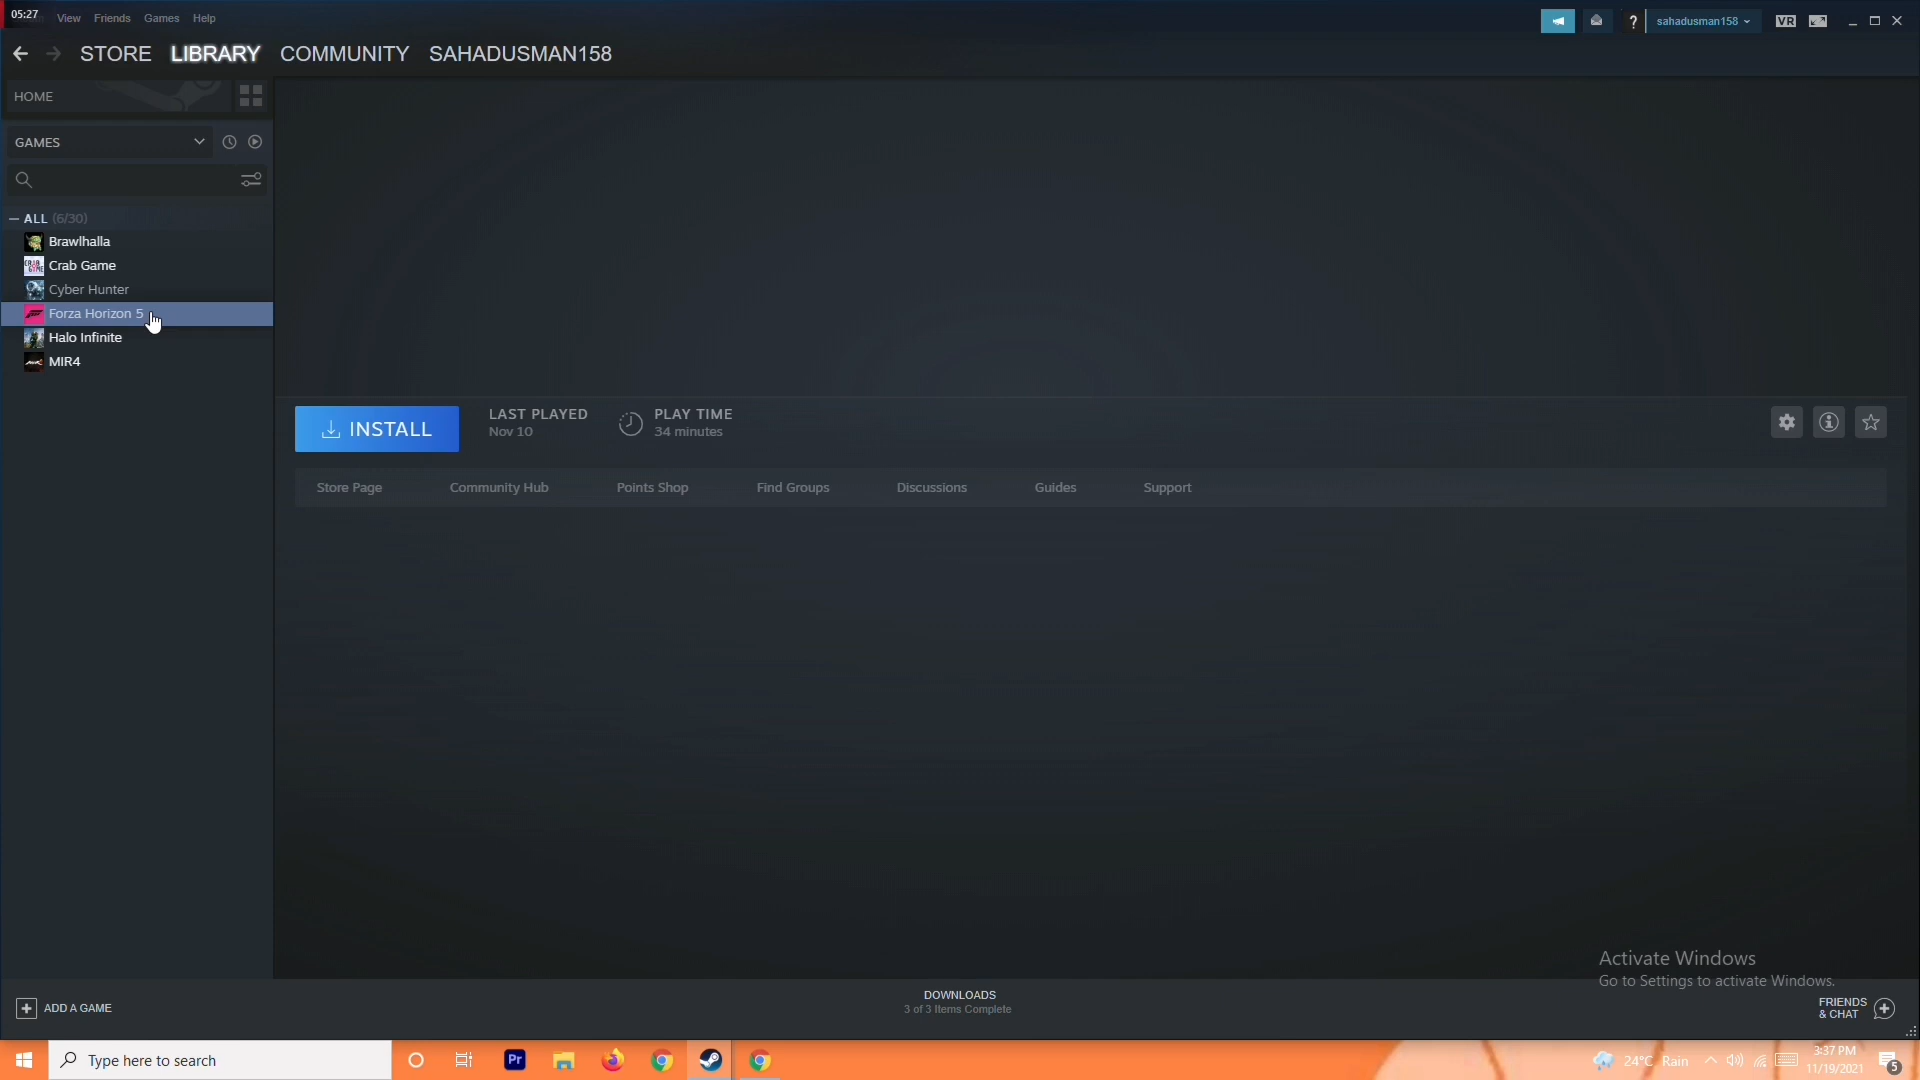 05:27
View Friends Games Help
sahadusman158
VR
STORE LIBRARY COMMUNITY SAHADUSMAN158
HOME
GAMES
ALL (6/30)
Brawlhalla
Crab Game
Cyber Hunter
Forza Horizon 5
Halo Infinite
MIR4
INSTALL
LAST PLAYED
Nov 10
PLAY TIME
34 minutes
Store Page Community Hub Points Shop Find Groups Discussions Guides Support
Activate Windows
Go to Settings to activate Windows.
ADD A GAME
DOWNLOADS
3 of 3 Items Complete
FRIENDS
& CHAT
Type here to search
Pr
24°C Rain
3:37 PM
11/19/2021
5